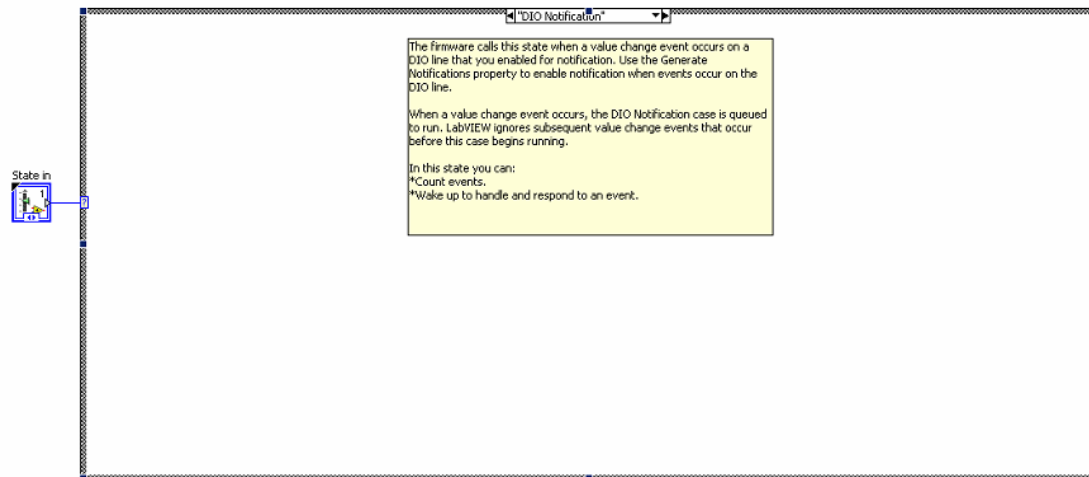 "DIO Notification"
The firmware calls this state when a value change event occurs on a
DIO line that you enabled for notification. Use the Generate
Notifications property to enable notification when events occur on the
DIO line.
When a value change event occurs, the DIO Notification case is queued
to run. LabVIEW ignores subsequent value change events that occur
before this case begins running.
In this state you can:
*Count events.
*Wake up to handle and respond to an event.
State in
1
?